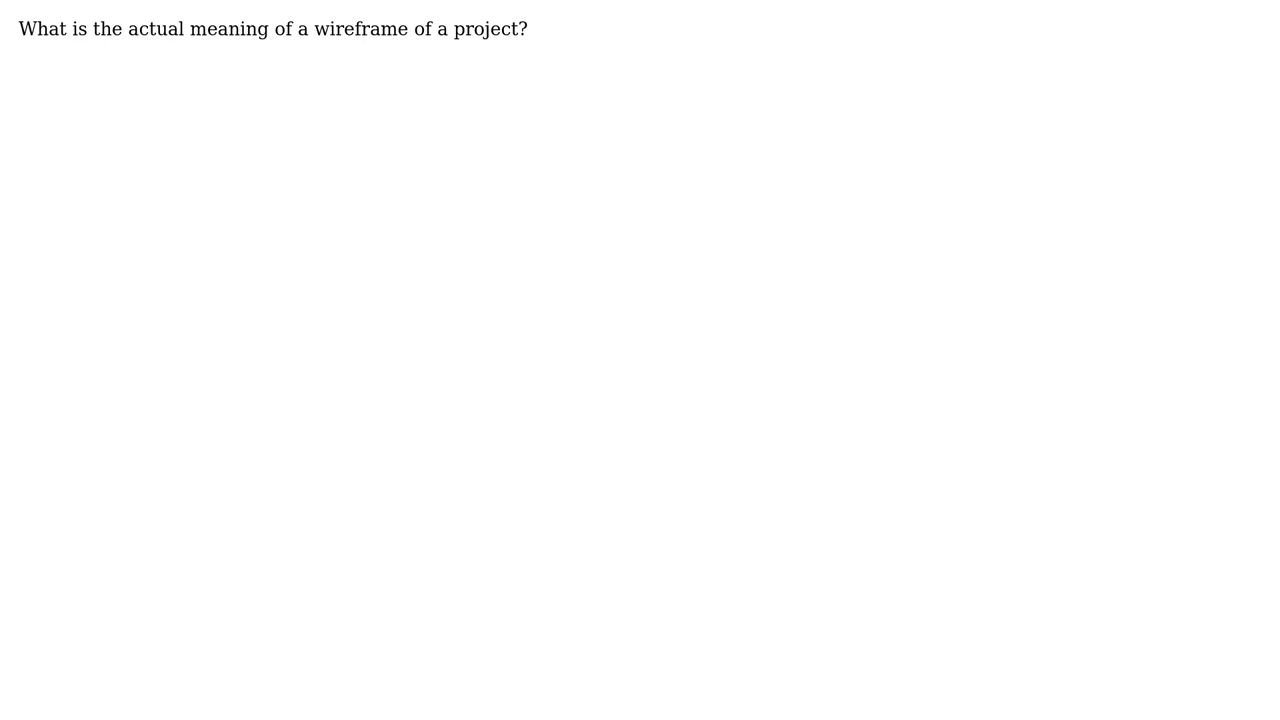 What is the actual meaning of a wireframe of a project?